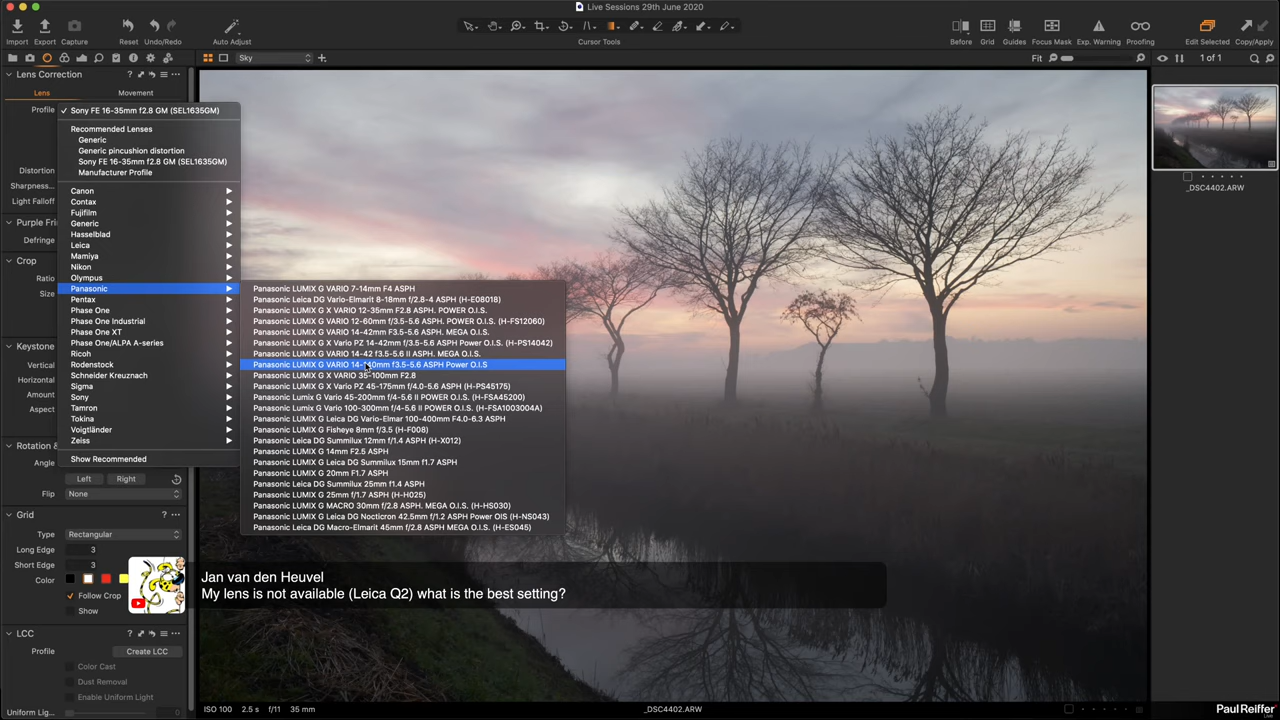 Live Sessions 29th June 2020
Import
Export
Capture
Reset
Undo/Redo
Auto Adjust
Cursor Tools
Before
Grid
Guides
Focus Mask
Exp. Warning
Proofing
Edit Selected
Copy/Apply
Sky
Fit
1 of 1
Lens Correction
Lens
Movement
Profile
Sony FE 16-35mm f2.8 GM (SEL1635GM)
Recommended Lenses
Generic
Generic pincushion distortion
Sony FE 16-35mm f2.8 GM (SEL1635GM)
Manufacturer Profile
Distortion
Sharpness...
Light Falloff
Canon
Contax
Fujifilm
Generic
Hasselblad
Leica
Mamiya
Nikon
Olympus
Panasonic
Pentax
Phase One
Phase One Industrial
Phase One XT
Phase One/ALPA A-series
Ricoh
Rodenstock
Schneider Kreuznach
Sigma
Sony
Tamron
Tokina
Voigtländer
Zeiss
Show Recommended
Panasonic LUMIX G VARIO 7-14mm F4 ASPH
Panasonic Leica DG Vario-Elmarit 8-18mm f/2.8-4 ASPH (H-E08018)
Panasonic LUMIX G X VARIO 12-35mm F2.8 ASPH. POWER O.I.S.
Panasonic LUMIX G VARIO 12-60mm f/3.5-5.6 ASPH. POWER O.I.S. (H-FS12060)
Panasonic LUMIX G VARIO 14-42mm F3.5-5.6 ASPH. MEGA O.I.S.
Panasonic LUMIX G X Vario PZ 14-42mm f/3.5-5.6 ASPH Power O.I.S. (H-PS14042)
Panasonic LUMIX G VARIO 14-42 f3.5-5.6 II ASPH. MEGA O.I.S.
Panasonic LUMIX G VARIO 14-140mm f3.5-5.6 ASPH Power O.I.S
Panasonic LUMIX G X VARIO 35-100mm F2.8
Panasonic LUMIX G X Vario PZ 45-175mm f/4.0-5.6 ASPH (H-PS45175)
Panasonic Lumix G Vario 45-200mm f/4-5.6 II POWER O.I.S. (H-FSA45200)
Panasonic Lumix G Vario 100-300mm f/4-5.6 II POWER O.I.S. (H-FSA1003004A)
Panasonic LUMIX G Leica DG Vario-Elmar 100-400mm F4.0-6.3 ASPH
Panasonic LUMIX G Fisheye 8mm f/3.5 (H-F008)
Panasonic Leica DG Summilux 12mm f/1.4 ASPH (H-X012)
Panasonic LUMIX G 14mm F2.5 ASPH
Panasonic LUMIX G Leica DG Summilux 15mm f1.7 ASPH
Panasonic LUMIX G 20mm F1.7 ASPH
Panasonic Leica DG Summilux 25mm f1.4 ASPH
Panasonic LUMIX G 25mm f/1.7 ASPH (H-H025)
Panasonic LUMIX G MACRO 30mm f/2.8 ASPH. MEGA O.I.S. (H-HS030)
Panasonic LUMIX G Leica DG Nocticron 42.5mm f/1.2 ASPH Power OIS (H-NS043)
Panasonic Leica DG Macro-Elmarit 45mm f/2.8 ASPH MEGA O.I.S. (H-ES045)
Purple Fri
Defringe
Crop
Ratio
Size
Keystone
Vertical
Horizontal
Amount
Aspect
Rotation &
Angle
Left
Right
Flip
None
Grid
Type
Rectangular
Long Edge
3
Short Edge
3
Color
Follow Crop
Show
LCC
Profile
Create LCC
Color Cast
Dust Removal
Enable Uniform Light
Uniform Lig...
0
Jan van den Heuvel
My lens is not available (Leica Q2) what is the best setting?
ISO 100
2.5 s
f/11
35 mm
_DSC4402.ARW
_DSC4402.ARW
Paul Reiffer
Live